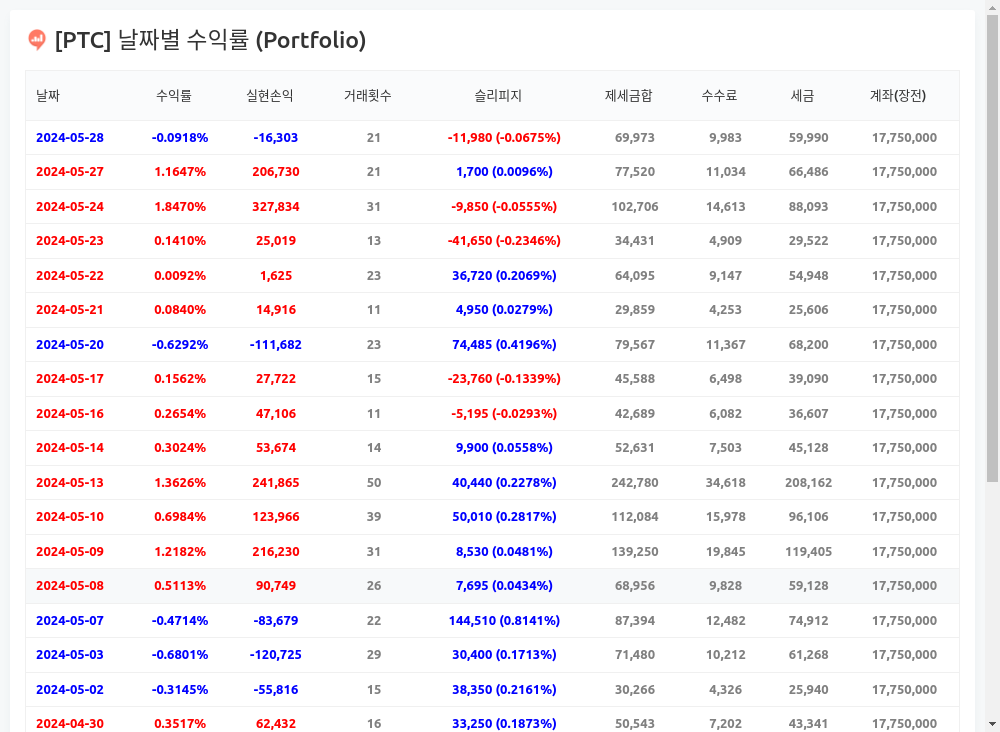 [PTC] 날짜별 수익률 (Portfolio)
날짜 수익률 실현손익 거래횟수 슬리피지 제세금합 수수료 세금 계좌(장전)
2024-05-28 -0.0918% -16,303 21 -11,980 (-0.0675%) 69,973 9,983 59,990 17,750,000
2024-05-27 1.1647% 206,730 21 1,700 (0.0096%) 77,520 11,034 66,486 17,750,000
2024-05-24 1.8470% 327,834 31 -9,850 (-0.0555%) 102,706 14,613 88,093 17,750,000
2024-05-23 0.1410% 25,019 13 -41,650 (-0.2346%) 34,431 4,909 29,522 17,750,000
2024-05-22 0.0092% 1,625 23 36,720 (0.2069%) 64,095 9,147 54,948 17,750,000
2024-05-21 0.0840% 14,916 11 4,950 (0.0279%) 29,859 4,253 25,606 17,750,000
2024-05-20 -0.6292% -111,682 23 74,485 (0.4196%) 79,567 11,367 68,200 17,750,000
2024-05-17 0.1562% 27,722 15 -23,760 (-0.1339%) 45,588 6,498 39,090 17,750,000
2024-05-16 0.2654% 47,106 11 -5,195 (-0.0293%) 42,689 6,082 36,607 17,750,000
2024-05-14 0.3024% 53,674 14 9,900 (0.0558%) 52,631 7,503 45,128 17,750,000
2024-05-13 1.3626% 241,865 50 40,440 (0.2278%) 242,780 34,618 208,162 17,750,000
2024-05-10 0.6984% 123,966 39 50,010 (0.2817%) 112,084 15,978 96,106 17,750,000
2024-05-09 1.2182% 216,230 31 8,530 (0.0481%) 139,250 19,845 119,405 17,750,000
2024-05-08 0.5113% 90,749 26 7,695 (0.0434%) 68,956 9,828 59,128 17,750,000
2024-05-07 -0.4714% -83,679 22 144,510 (0.8141%) 87,394 12,482 74,912 17,750,000
2024-05-03 -0.6801% -120,725 29 30,400 (0.1713%) 71,480 10,212 61,268 17,750,000
2024-05-02 -0.3145% -55,816 15 38,350 (0.2161%) 30,266 4,326 25,940 17,750,000
2024-04-30 0.3517% 62,432 16 33,250 (0.1873%) 50,543 7,202 43,341 17,750,000